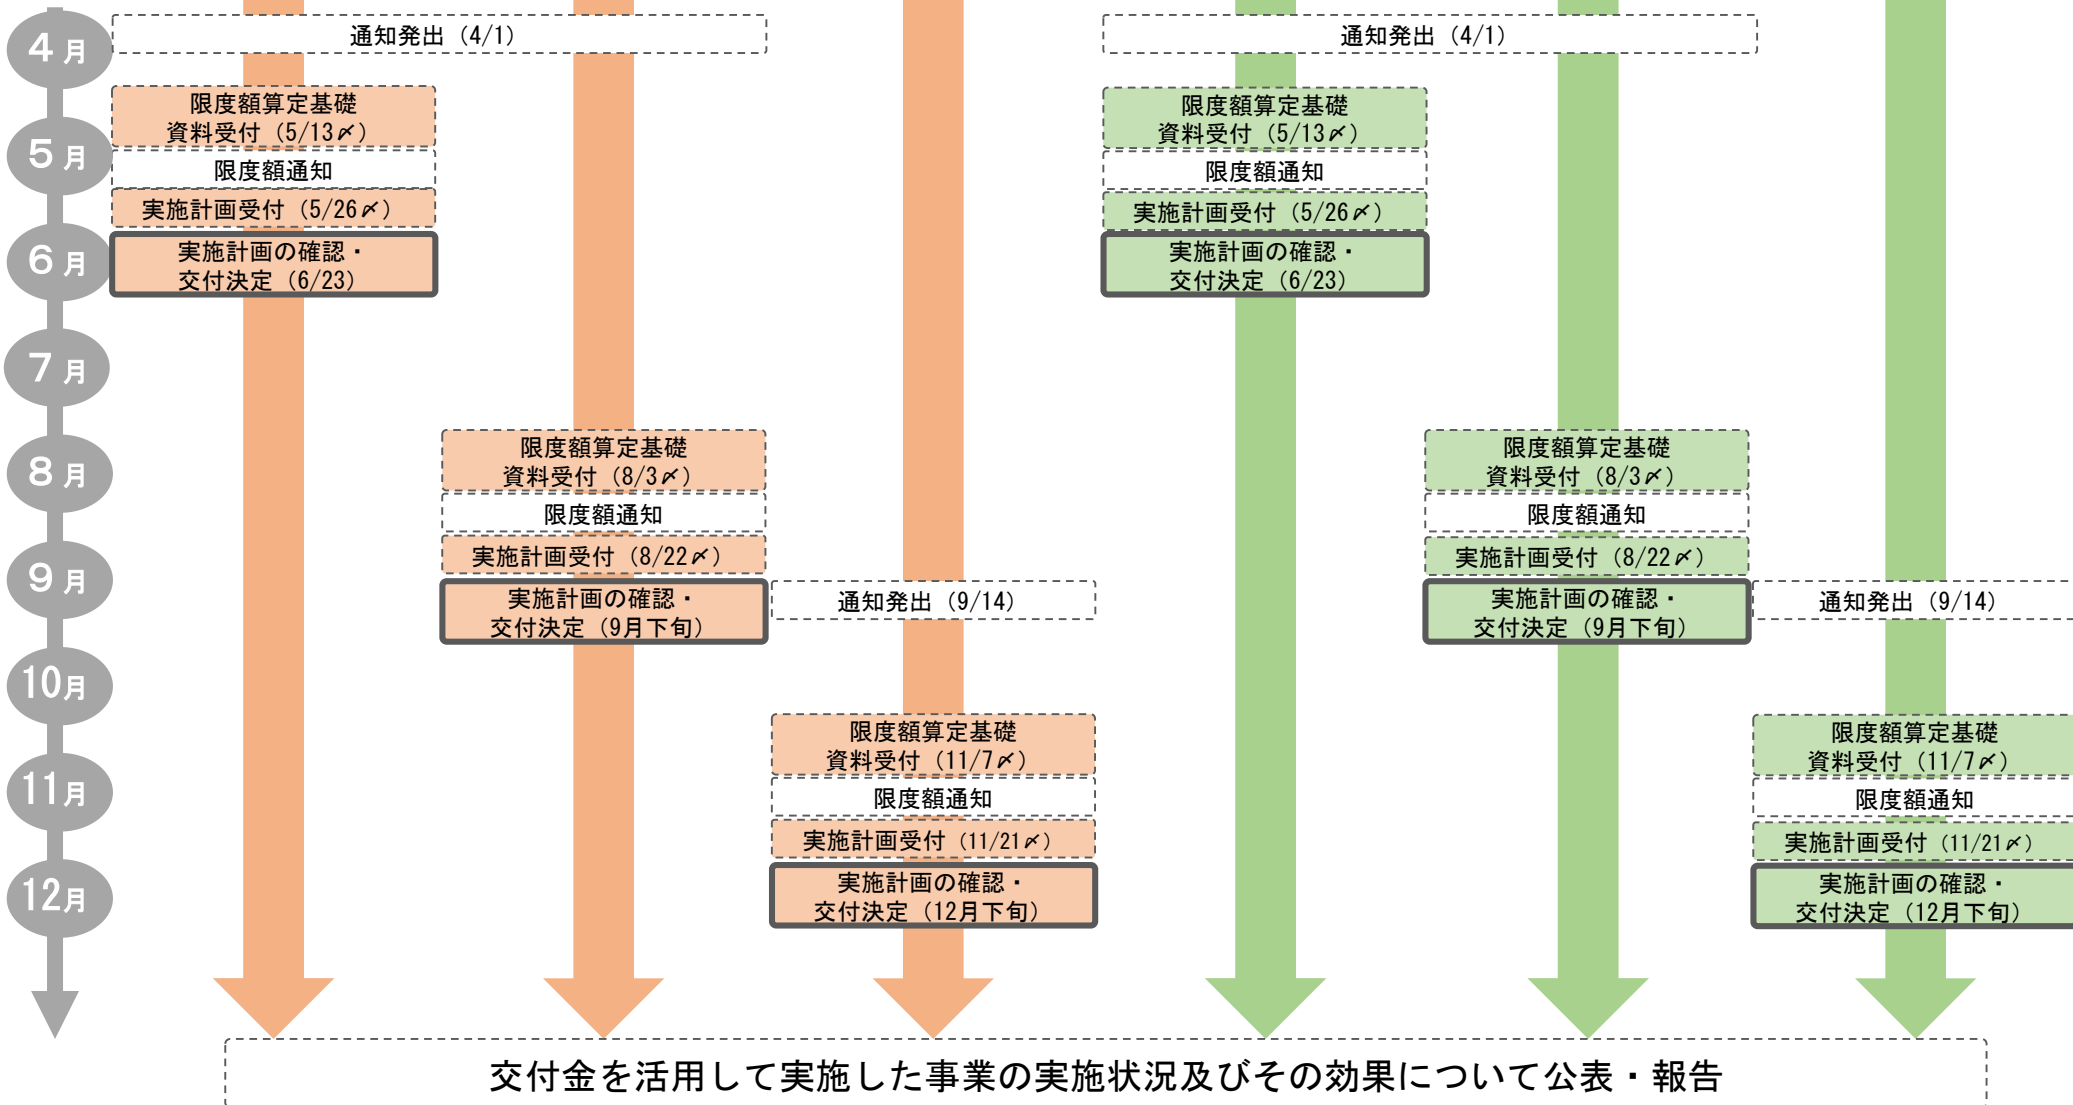 4月
通知発出（4/1）
通知発出（4/1）
限度額算定基礎
資料受付（5/13〆）
限度額算定基礎
資料受付（5/13〆）
5月
限度額通知
限度額通知
実施計画受付（5/26〆）
実施計画受付（5/26〆）
6月
実施計画の確認・
交付決定（6/23）
実施計画の確認・
交付決定（6/23）
7月
限度額算定基礎
資料受付（8/3〆）
限度額算定基礎
資料受付（8/3〆）
8月
限度額通知
限度額通知
実施計画受付（8/22〆）
実施計画受付（8/22〆）
9月
実施計画の確認・
交付決定（9月下旬）
通知発出（9/14）
実施計画の確認・
交付決定（9月下旬）
通知発出（9/14）
10月
限度額算定基礎
資料受付（11/7〆）
限度額算定基礎
資料受付（11/7〆）
11月
限度額通知
限度額通知
実施計画受付（11/21〆）
実施計画受付（11/21〆）
12月
実施計画の確認・
交付決定（12月下旬）
実施計画の確認・
交付決定（12月下旬）
交付金を活用して実施した事業の実施状況及びその効果について公表・報告